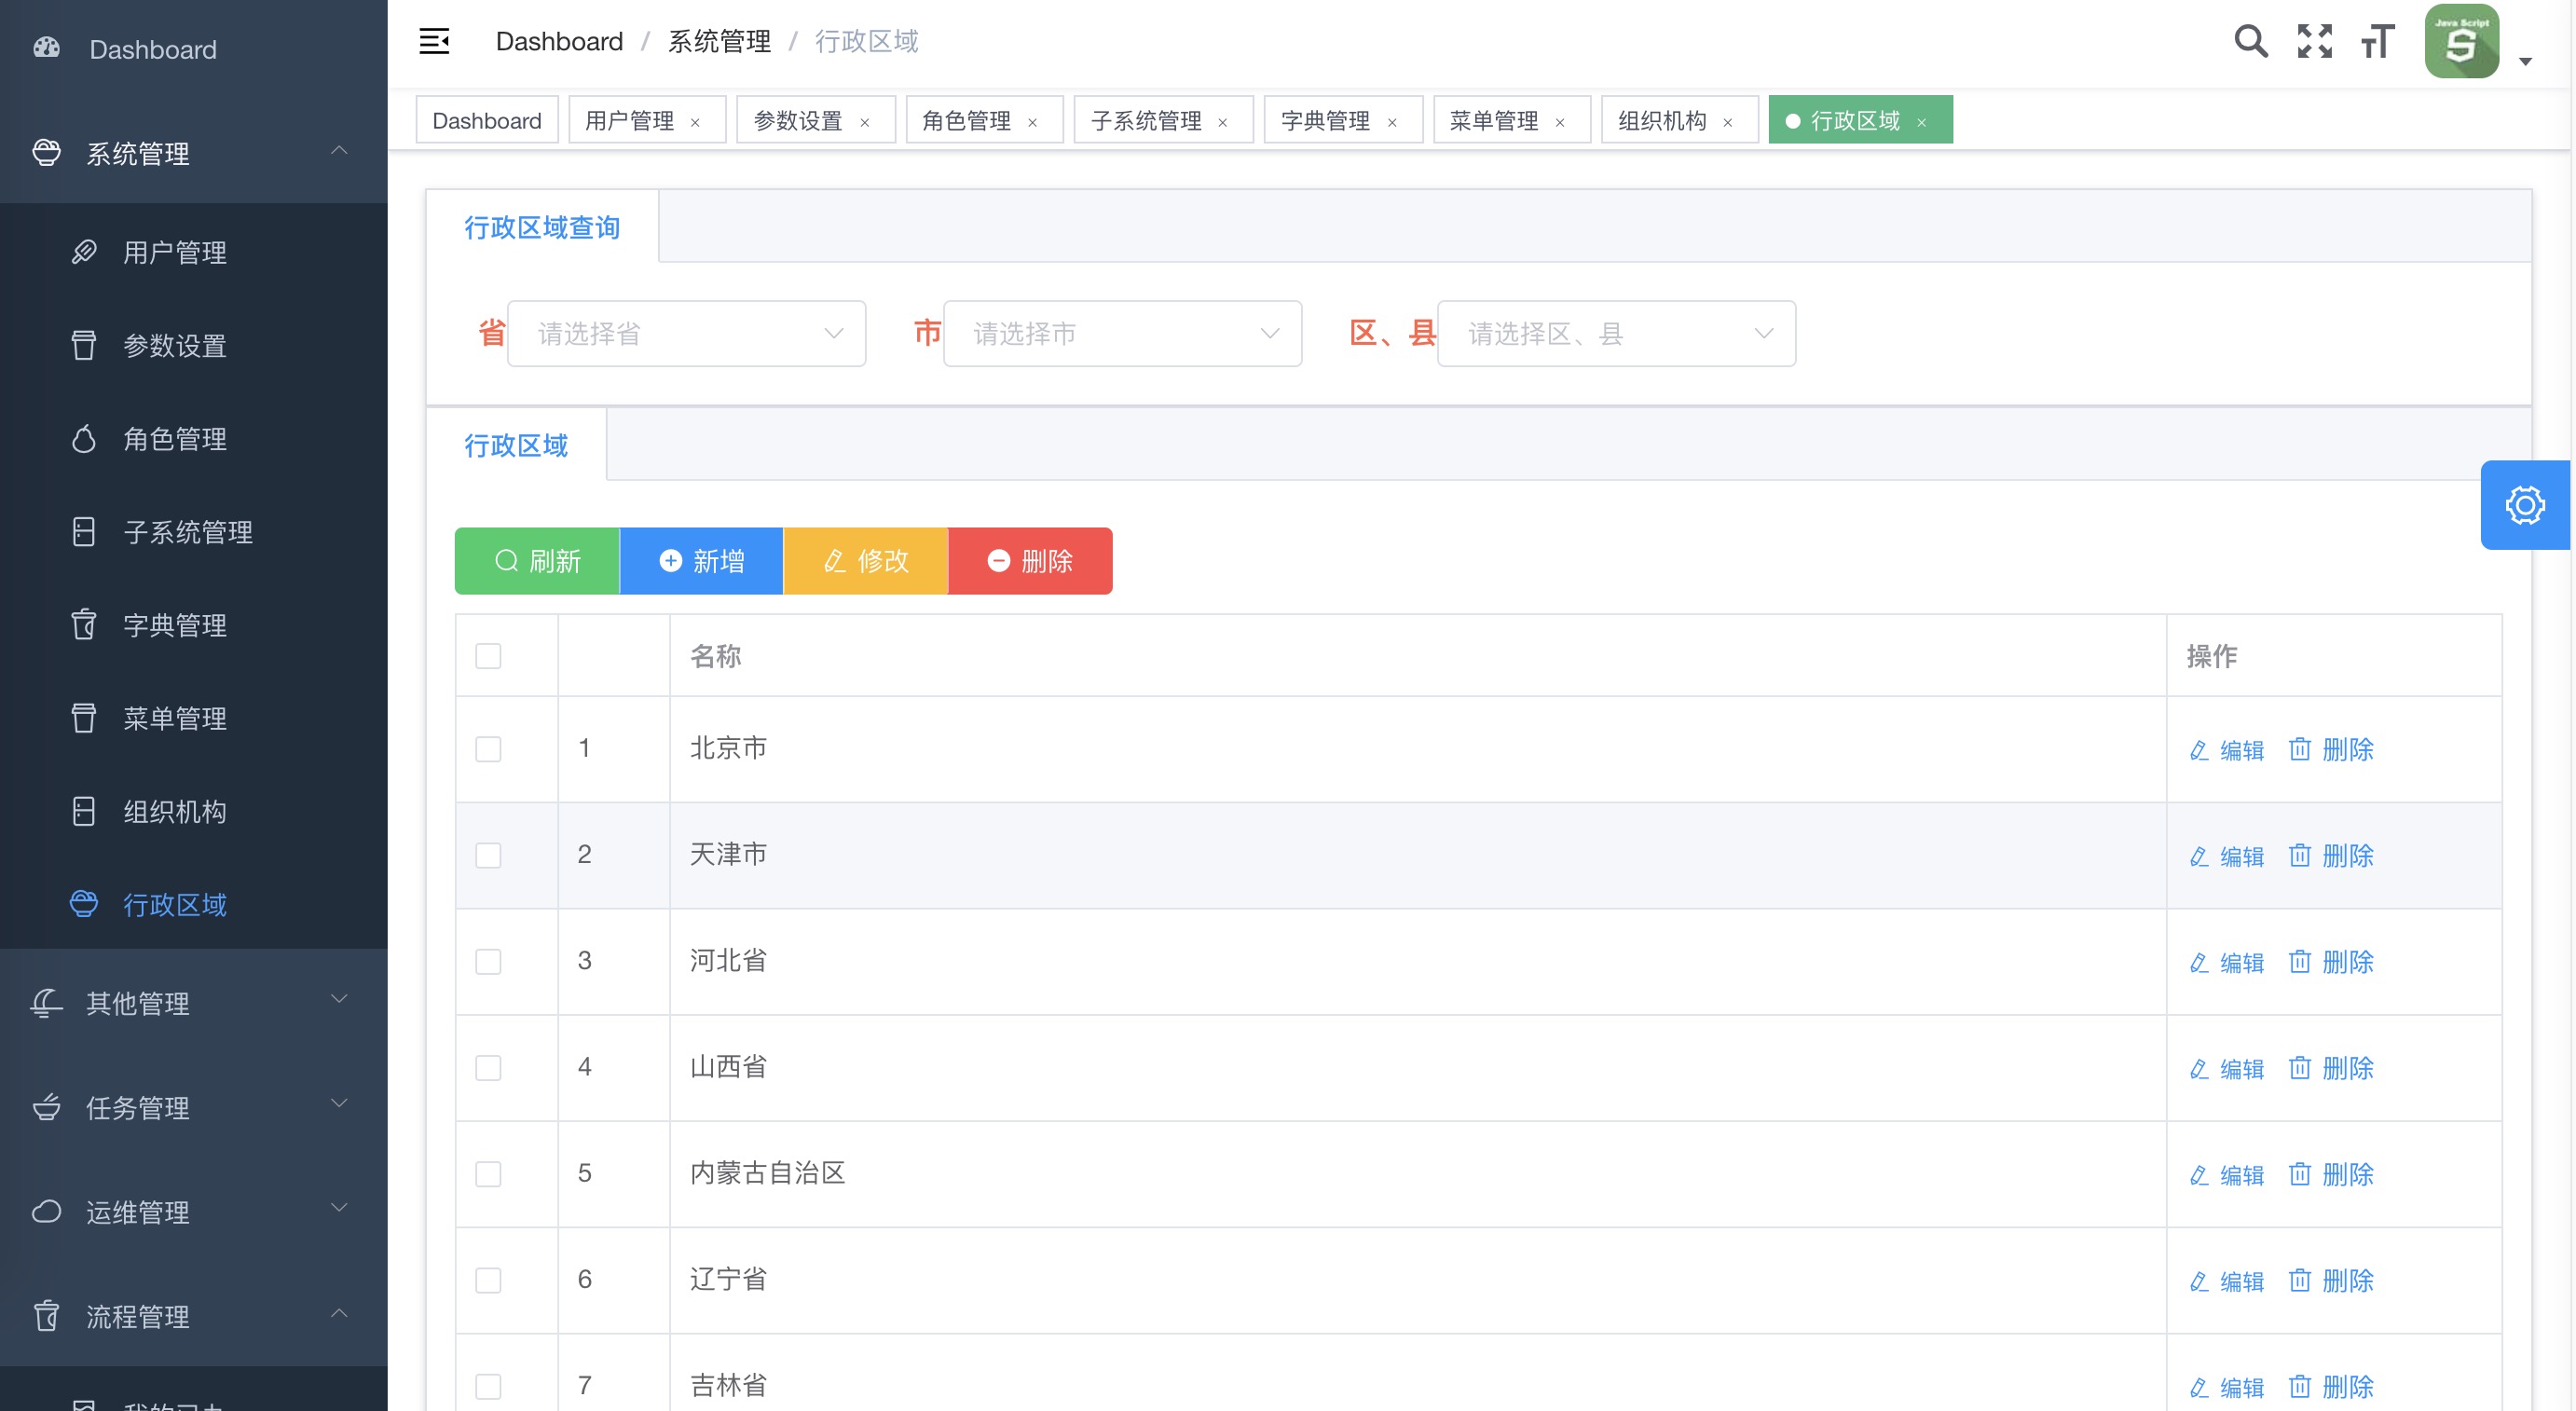 Dashboard
系统管理
用户管理
参数设置
角色管理
子系统管理
字典管理
菜单管理
组织机构
行政区域
其他管理
任务管理
运维管理
流程管理
Dashboard / 系统管理 / 行政区域
Java Script
S
Dashboard 用户管理 × 参数设置 × 角色管理 × 子系统管理 × 字典管理 × 菜单管理 × 组织机构 × 行政区域 ×
行政区域查询
省 请选择省 市 请选择市 区、县 请选择区、县
行政区域
刷新 新增 修改 删除
名称 操作
1 北京市 编辑 删除
2 天津市 编辑 删除
3 河北省 编辑 删除
4 山西省 编辑 删除
5 内蒙古自治区 编辑 删除
6 辽宁省 编辑 删除
7 吉林省 编辑 删除